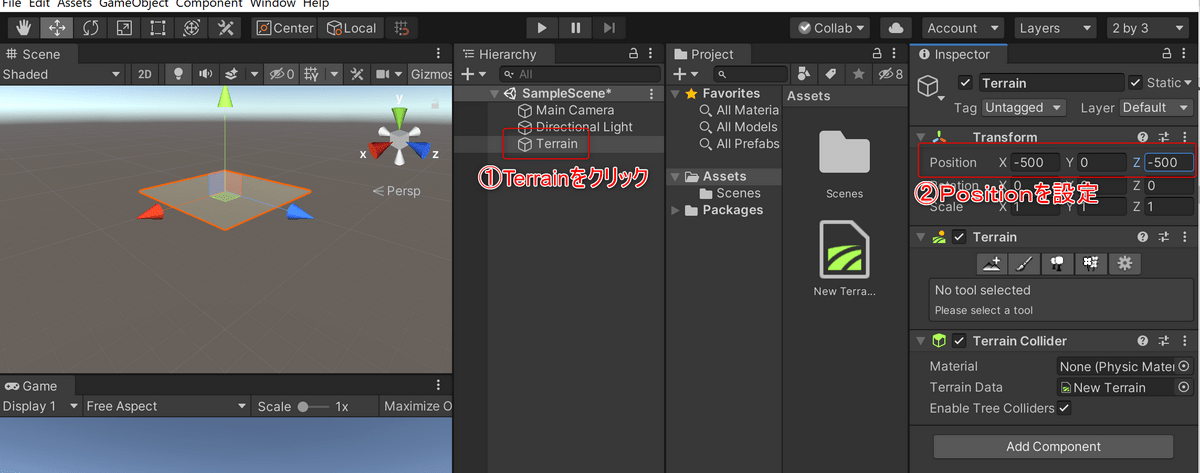 File Edit Assets GameObject Component Window Help
Center Local Collab Account Layers 2 by 3
Scene
Shaded 2D 0 Gizmos
y
x z
Persp
Game
Display 1 Free Aspect Scale 1x Maximize O
Hierarchy
All
SampleScene*
Main Camera
Directional Light
Terrain
①Terrainをクリック
Project
8
Favorites
All Materia
All Models
All Prefabs
Assets
Scenes
Packages
Assets
Scenes
New Terra...
Inspector
Terrain Static
Tag Untagged Layer Default
Transform
Position X -500 Y 0 Z -500
X 0 Z 0
②Positionを設定
Scale X 1 Y 1 Z 1
Terrain
No tool selected
Please select a tool
Terrain Collider
Material None (Physic Mater
Terrain Data New Terrain
Enable Tree Colliders
Add Component